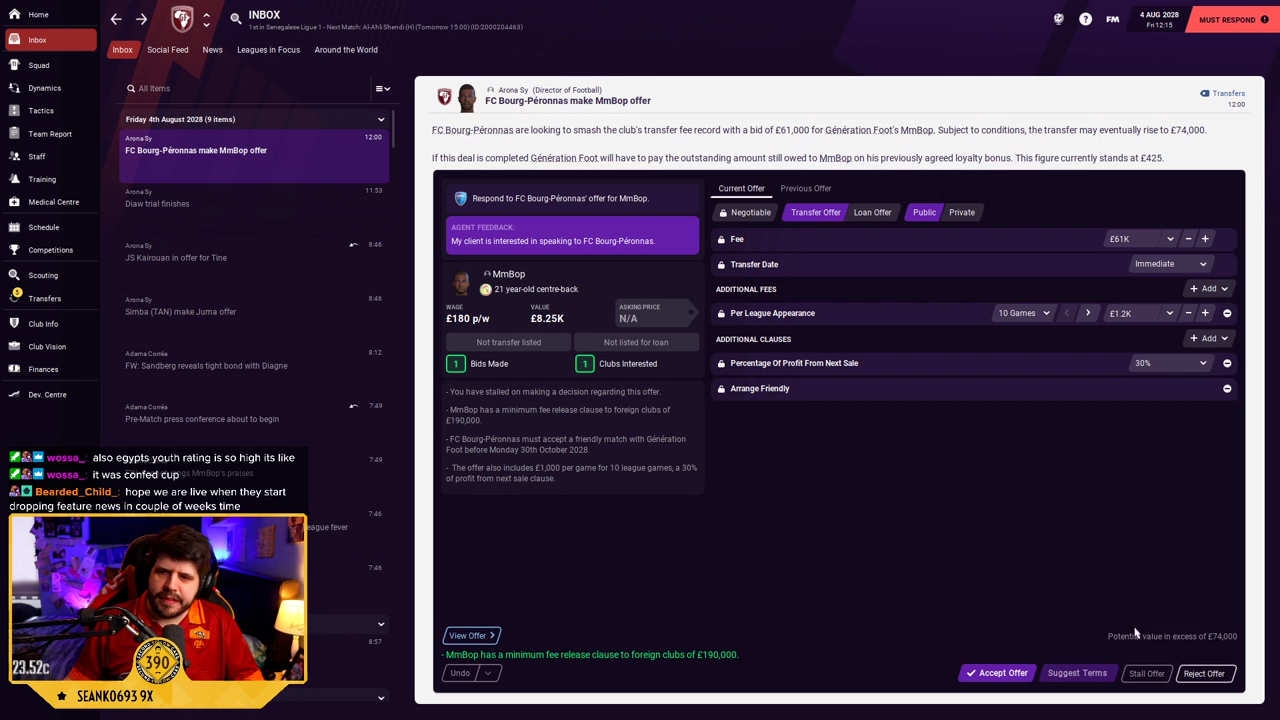 Home
Inbox
Squad
Dynamics
Tactics
Team Report
Staff
Training
Medical Centre
Schedule
Competitions
Scouting
5
Transfers
Club Info
Club Vision
Finances
Dev. Centre
INBOX
1st in Senegalese Ligue 1 - Next Match: Al-Ahli Shendi (H) (Tomorrow 15:00) (ID:2000204463)
FM
4 AUG 2028
Fri 12:15
MUST RESPOND
Inbox
Social Feed
News
Leagues in Focus
Around the World
All Items
Friday 4th August 2028 (9 items)
Arona Sy
12:00
FC Bourg-Péronnas make MmBop offer
Arona Sy
11:53
Diaw trial finishes
Arona Sy
8:46
JS Kairouan in offer for Tine
Arona Sy
8:46
Simba (TAN) make Juma offer
Adama Corréa
8:12
FW: Sandberg reveals tight bond with Diagne
Adama Corréa
7:49
Pre-Match press conference about to begin
7:49
MmBop's praises
7:46
eague fever
7:46
8:57
wossa_: also egypts youth rating is so high its like
wossa_: it was confed cup
Bearded_Child_: hope we are live when they start
dropping feature news in couple of weeks time
23.52c
390
SEANK0693 9X
Arona Sy (Director of Football)
FC Bourg-Péronnas make MmBop offer
Transfers
12:00
FC Bourg-Péronnas are looking to smash the club's transfer fee record with a bid of £61,000 for Génération Foot's MmBop. Subject to conditions, the transfer may eventually rise to £74,000.
If this deal is completed Génération Foot will have to pay the outstanding amount still owed to MmBop on his previously agreed loyalty bonus. This figure currently stands at £425.
Respond to FC Bourg-Péronnas' offer for MmBop.
AGENT FEEDBACK:
My client is interested in speaking to FC Bourg-Péronnas.
MmBop
21 year-old centre-back
WAGE
£180 p/w
VALUE
£8.25K
ASKING PRICE
N/A
Not transfer listed
Not listed for loan
1 Bids Made
1 Clubs Interested
- You have stalled on making a decision regarding this offer.
- MmBop has a minimum fee release clause to foreign clubs of
£190,000.
- FC Bourg-Péronnas must accept a friendly match with Génération
Foot before Monday 30th October 2028.
- The offer also includes £1,000 per game for 10 league games, a 30%
of profit from next sale clause.
Current Offer
Previous Offer
Negotiable
Transfer Offer
Loan Offer
Public
Private
Fee
£61K
Transfer Date
Immediate
ADDITIONAL FEES
Add
Per League Appearance
10 Games
£1.2K
ADDITIONAL CLAUSES
Add
Percentage Of Profit From Next Sale
30%
Arrange Friendly
View Offer
Potential value in excess of £74,000
- MmBop has a minimum fee release clause to foreign clubs of £190,000.
Undo
Accept Offer
Suggest Terms
Stall Offer
Reject Offer